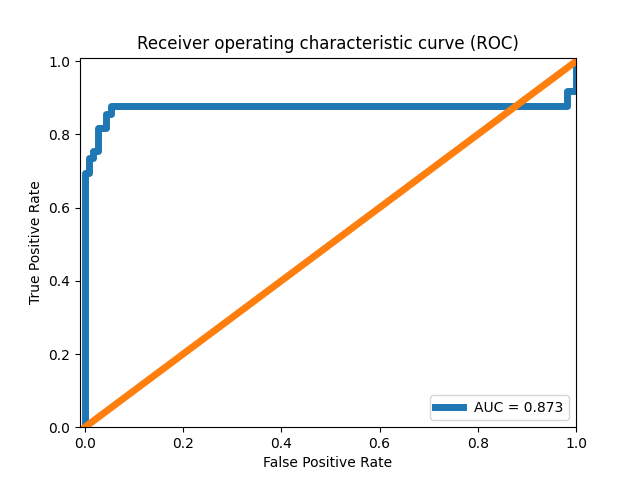 Receiver operating characteristic curve (ROC)
1.0
0.8
0.6
0.4
0.2
0.0
True Positive Rate
AUC = 0.873
0.0 0.2 0.4 0.6 0.8 1.0
False Positive Rate